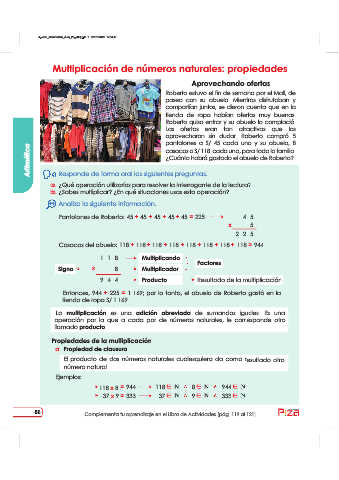 Multiplicación de números naturales: propiedades
Aprovechando ofertas
Roberto estuvo el fin de semana por el Mall, de
paseo con su abuelo. Mientras disfrutaban y
compartían juntos, se dieron cuenta que en la
tienda de ropa habían ofertas muy buenas.
Roberto quiso entrar y su abuelo lo complació.
Las ofertas eran tan atractivas que las
aprovecharon sin dudar. Roberto compró 5
pantalones a S/ 45 cada uno y su abuelo, 8
casacas a S/ 118 cada una, para toda la familia.
¿Cuánto habrá gastado el abuelo de Roberto?
Aritmética
Responde de forma oral las siguientes preguntas.
¿Qué operación utilizarías para resolver la interrogante de la lectura?
¿Sabes multiplicar? ¿En qué situaciones usas esta operación?
Analiza la siguiente información.
Pantalones de Roberto: 45 + 45 + 45 + 45 + 45 = 225 → 4 5
× 5
2 2 5
Casacas del abuelo: 118 + 118 + 118 + 118 + 118 + 118 + 118 + 118 = 944
1 1 8 → Multiplicando
Factores
Signo × 8 Multiplicador
9 4 4 Producto Resultado de la multiplicación
Entonces, 944 + 225 = 1 169; por lo tanto, el abuelo de Roberto gastó en la
tienda de ropa S/ 1 169
La multiplicación es una adición abreviada de sumandos iguales. Es una
operación por la que a cada par de números naturales, le corresponde otro
llamado producto.
Propiedades de la multiplicación
Propiedad de clausura
El producto de dos números naturales cualesquiera da como resultado otro
número natural
Ejemplos:
118 x 8 = 944 → 118 ∈ N ∴ 8 ∈ N ∴ 944 ∈ N
37 x 9 = 333 → 37 ∈ N ∴ 9 ∈ N ∴ 333 ∈ N
Complementa tu aprendizaje en el Libro de Actividades (pág. 119 al 121)